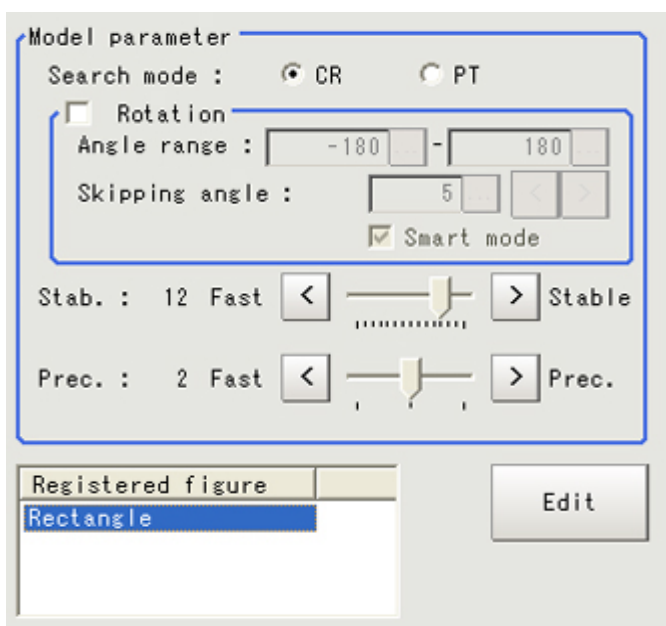 Model parameter
Search mode : CR PT
Rotation
Angle range : -180 ... - 180 ...
Skipping angle : 5 ... < >
Smart mode
Stab. : 12 Fast < > Stable
Prec. : 2 Fast < > Prec.
Registered figure
Rectangle
Edit